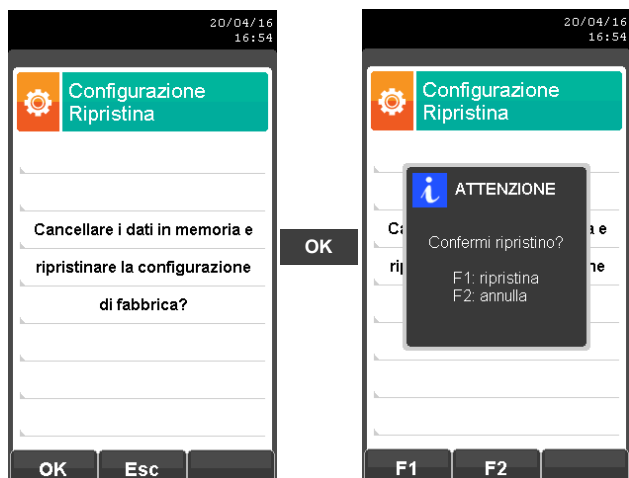 20/04/16
16:54
Configurazione
Ripristina
Cancellare i dati in memoria e
ripristinare la configurazione
di fabbrica?
OK
Esc
OK
20/04/16
16:54
Configurazione
Ripristina
i ATTENZIONE
Confermi ripristino?
F1: ripristina
F2: annulla
F1
F2